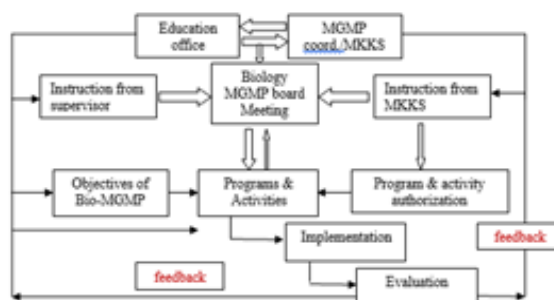 Education
office
MGMP
coord./MKKS
Instruction from
supervisor
Biology
MGMP board
Meeting
Instruction from
MKKS
Objectives of
Bio-MGMP
Programs &
Activities
Program & activity
authorization
Implementation
feedback
feedback
Evaluation